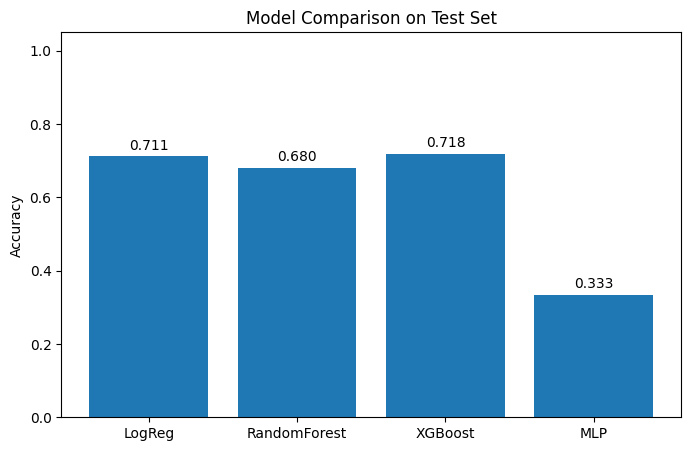 Model Comparison on Test Set
1.0
0.8
0.6
0.4
0.2
0.0
Accuracy
0.711
0.680
0.718
0.333
LogReg
RandomForest
XGBoost
MLP